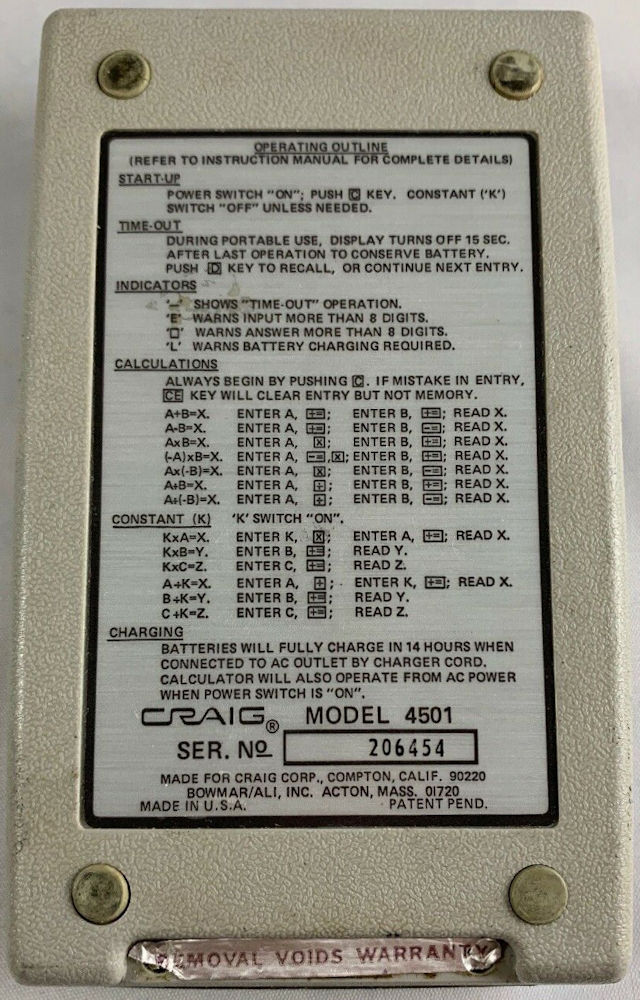 OPERATING OUTLINE
(REFER TO INSTRUCTION MANUAL FOR COMPLETE DETAILS)
START-UP
POWER SWITCH "ON"; PUSH [C] KEY. CONSTANT ('K')
SWITCH "OFF" UNLESS NEEDED.
TIME-OUT
DURING PORTABLE USE, DISPLAY TURNS OFF 15 SEC.
AFTER LAST OPERATION TO CONSERVE BATTERY.
PUSH [D] KEY TO RECALL, OR CONTINUE NEXT ENTRY.
INDICATORS
'–' SHOWS "TIME-OUT" OPERATION.
'E' WARNS INPUT MORE THAN 8 DIGITS.
'□' WARNS ANSWER MORE THAN 8 DIGITS.
'L' WARNS BATTERY CHARGING REQUIRED.
CALCULATIONS
ALWAYS BEGIN BY PUSHING [C]. IF MISTAKE IN ENTRY,
[CE] KEY WILL CLEAR ENTRY BUT NOT MEMORY.
A+B=X. ENTER A, [+=]; ENTER B, [+=]; READ X.
A-B=X. ENTER A, [+=]; ENTER B, [-=]; READ X.
AxB=X. ENTER A, [x]; ENTER B, [+=]; READ X.
(-A)xB=X. ENTER A, [-=],[x]; ENTER B, [+=]; READ X.
Ax(-B)=X. ENTER A, [x]; ENTER B, [-=]; READ X.
A÷B=X. ENTER A, [÷]; ENTER B, [+=]; READ X.
A÷(-B)=X. ENTER A, [÷]; ENTER B, [-=]; READ X.
CONSTANT (K) 'K' SWITCH "ON".
KxA=X. ENTER K, [x]; ENTER A, [+=]; READ X.
KxB=Y. ENTER B, [+=]; READ Y.
KxC=Z. ENTER C, [+=]; READ Z.
A÷K=X. ENTER A, [÷]; ENTER K, [+=]; READ X.
B÷K=Y. ENTER B, [+=]; READ Y.
C÷K=Z. ENTER C, [+=]; READ Z.
CHARGING
BATTERIES WILL FULLY CHARGE IN 14 HOURS WHEN
CONNECTED TO AC OUTLET BY CHARGER CORD.
CALCULATOR WILL ALSO OPERATE FROM AC POWER
WHEN POWER SWITCH IS "ON".
CRAIG® MODEL 4501
SER. No 206454
MADE FOR CRAIG CORP., COMPTON, CALIF. 90220
BOWMAR/ALI, INC. ACTON, MASS. 01720
MADE IN U.S.A. PATENT PEND.
REMOVAL VOIDS WARRANTY